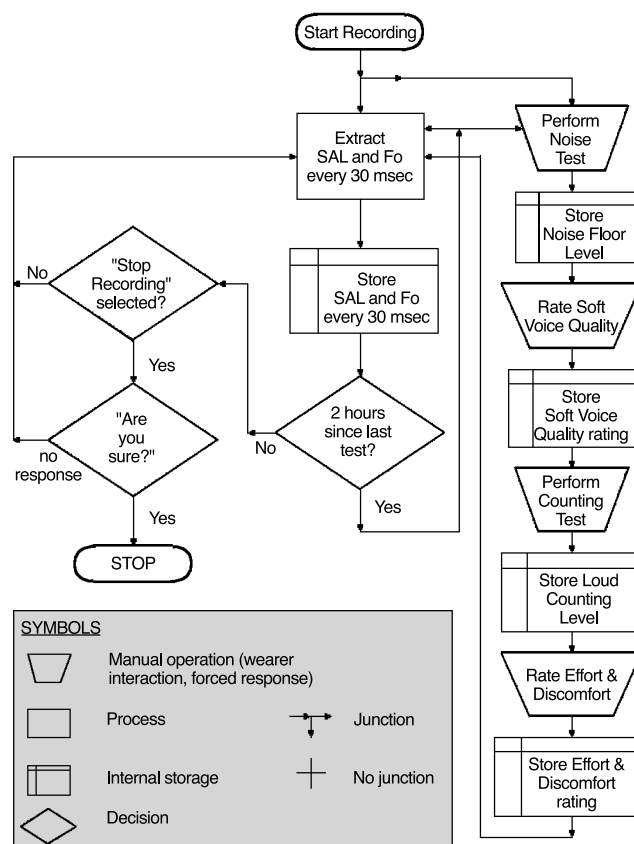 Start Recording
Extract
SAL and Fo
every 30 msec
Perform
Noise
Test
Store
Noise Floor
Level
"Stop
Recording"
selected?
No
Yes
Store
SAL and Fo
every 30 msec
Rate Soft
Voice Quality
"Are
you
sure?"
no
response
Yes
STOP
2 hours
since last
test?
No
Yes
Store
Soft Voice
Quality rating
Perform
Counting
Test
Store Loud
Counting
Level
Rate Effort &
Discomfort
Store Effort &
Discomfort
rating
SYMBOLS
Manual operation (wearer
interaction, forced response)
Process
Junction
Internal storage
No junction
Decision